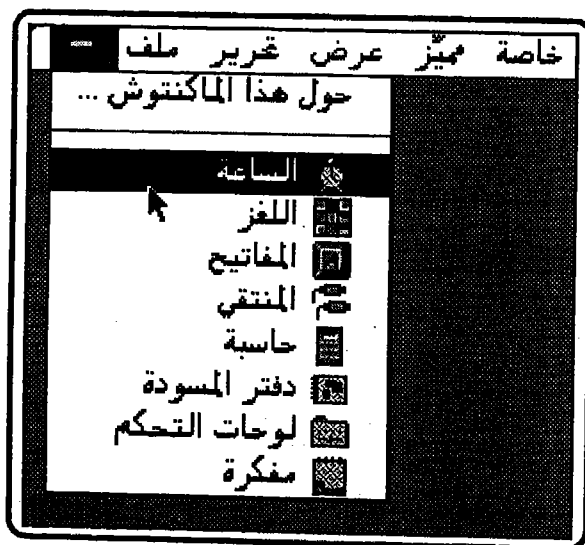 خاصة مميّز عرض تحرير ملف
حول هذا الماكنتوش ...
الساعة
اللغز
المفاتيح
المنتقي
حاسبة
دفتر المسودة
لوحات التحكم
مفكرة